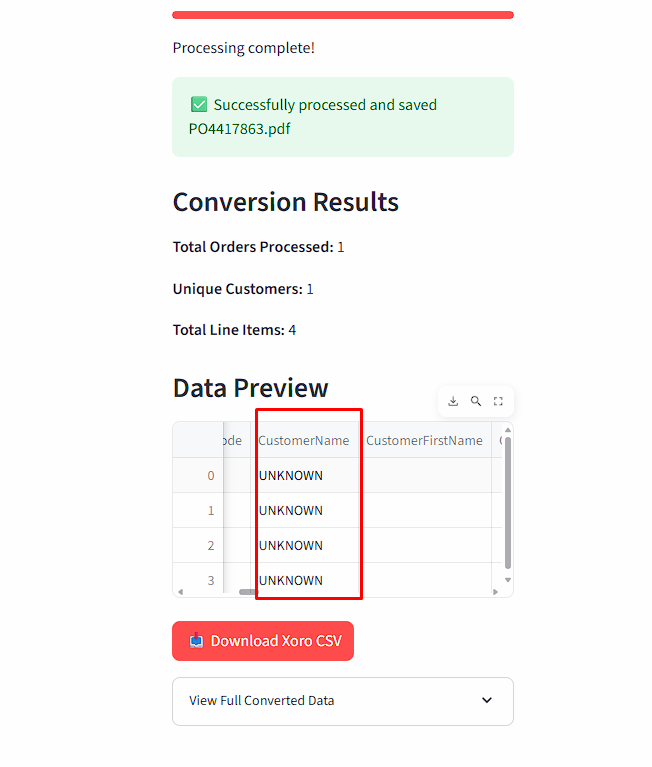 Processing complete!
✅ Successfully processed and saved
PO4417863.pdf
Conversion Results
Total Orders Processed: 1
Unique Customers: 1
Total Line Items: 4
Data Preview
ode CustomerName CustomerFirstName
0 UNKNOWN
1 UNKNOWN
2 UNKNOWN
3 UNKNOWN
📥 Download Xoro CSV
View Full Converted Data